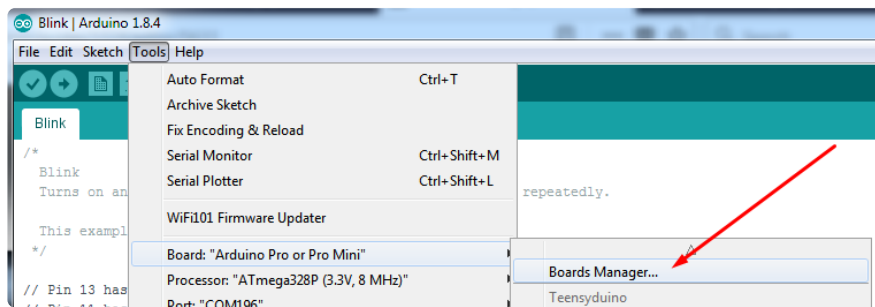 Blink | Arduino 1.8.4
File Edit Sketch Tools Help
Auto Format Ctrl+T
Archive Sketch
Fix Encoding & Reload
Serial Monitor Ctrl+Shift+M
Serial Plotter Ctrl+Shift+L
WiFi101 Firmware Updater
Board: "Arduino Pro or Pro Mini"
Processor: "ATmega328P (3.3V, 8 MHz)"
Port: "COM196"
Boards Manager...
Teensyduino
Blink
/*
Blink
Turns on an repeatedly.
This exampl
*/
// Pin 13 has